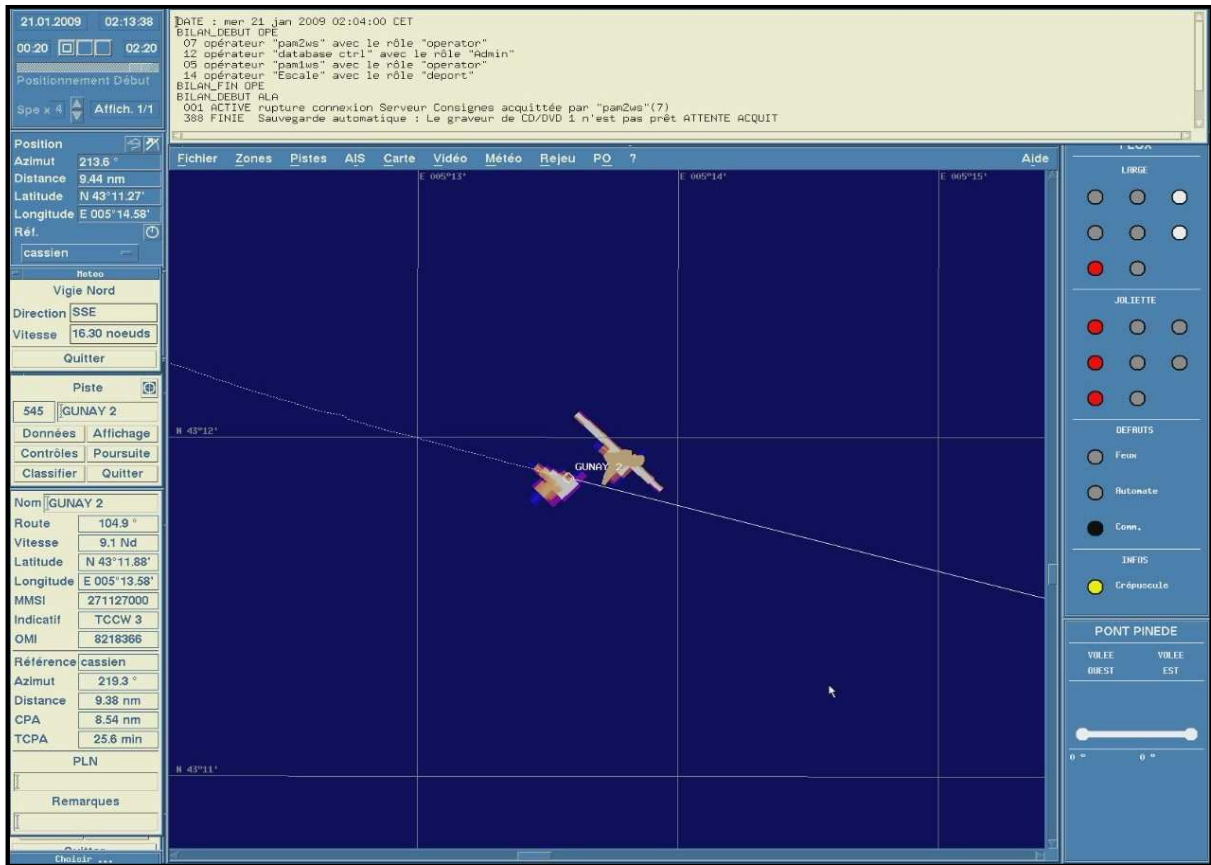 21.01.2009 02:13:38
00:20 02:20
Positionnement Début
Spe x 4 Affich. 1/1
DATE : mer 21 jan 2009 02:04:00 CET
BILAN_DEBUT OPE
07 opérateur "pam2ws" avec le rôle "operator"
12 opérateur "database ctrl" avec le rôle "Admin"
05 opérateur "pam1ws" avec le rôle "operator"
14 opérateur "Escale" avec le rôle "deport"
BILAN_FIN OPE
BILAN_DEBUT ALA
001 ACTIVE rupture connexion Serveur Consignes acquittée par "pam2ws"(7)
388 FINIE Sauvegarde automatique : Le graveur de CD/DVD 1 n'est pas prêt ATTENTE ACQUIT
Position
Azimut 213.6 °
Distance 9.44 nm
Latitude N 43°11.27'
Longitude E 005°14.58'
Réf.
cassien
Meteo
Vigie Nord
Direction SSE
Vitesse 16.30 noeuds
Quitter
Piste
545 GUNAY 2
Données Affichage
Contrôles Poursuite
Classifier Quitter
Nom GUNAY 2
Route 104.9 °
Vitesse 9.1 Nd
Latitude N 43°11.88'
Longitude E 005°13.58'
MMSI 271127000
Indicatif TCCW 3
OMI 8218366
Référence cassien
Azimut 219.3 °
Distance 9.38 nm
CPA 8.54 nm
TCPA 25.6 min
PLN
Remarques
Quitter
Choisir ...
Fichier Zones Pistes AIS Carte Vidéo Météo Rejeu PO ? Aide
E 005°13' E 005°14' E 005°15'
N 43°12'
GUNAY 2
N 43°11'
FEUX
LARGE
JOLIETTE
DEFAUTS
Feux
Automate
Comm.
INFOS
Crépuscule
PONT PINEDE
VOLEE VOLEE
OUEST EST
0 ° 0 °